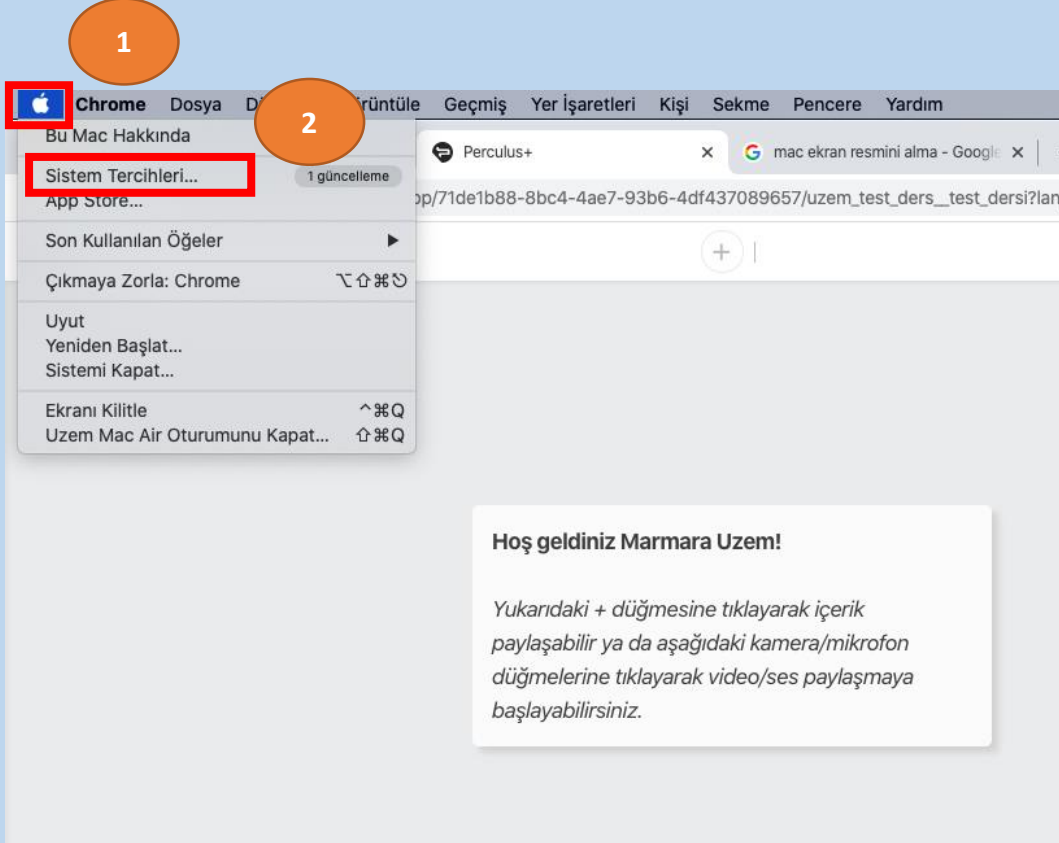 1
2
Chrome Dosya Geçmiş Yer İşaretleri Kişi Sekme Pencere Yardım
Bu Mac Hakkında
Sistem Tercihleri... 1 güncelleme
App Store...
Son Kullanılan Öğeler
Çıkmaya Zorla: Chrome ⌥⇧⌘⎋
Uyut
Yeniden Başlat...
Sistemi Kapat...
Ekranı Kilitle ^⌘Q
Uzem Mac Air Oturumunu Kapat... ⇧⌘Q
Perculus+
mac ekran resmini alma - Google
/71de1b88-8bc4-4ae7-93b6-4df437089657/uzem_test_ders__test_dersi?lan
Hoş geldiniz Marmara Uzem!
Yukarıdaki + düğmesine tıklayarak içerik
paylaşabilir ya da aşağıdaki kamera/mikrofon
düğmelerine tıklayarak video/ses paylaşmaya
başlayabilirsiniz.